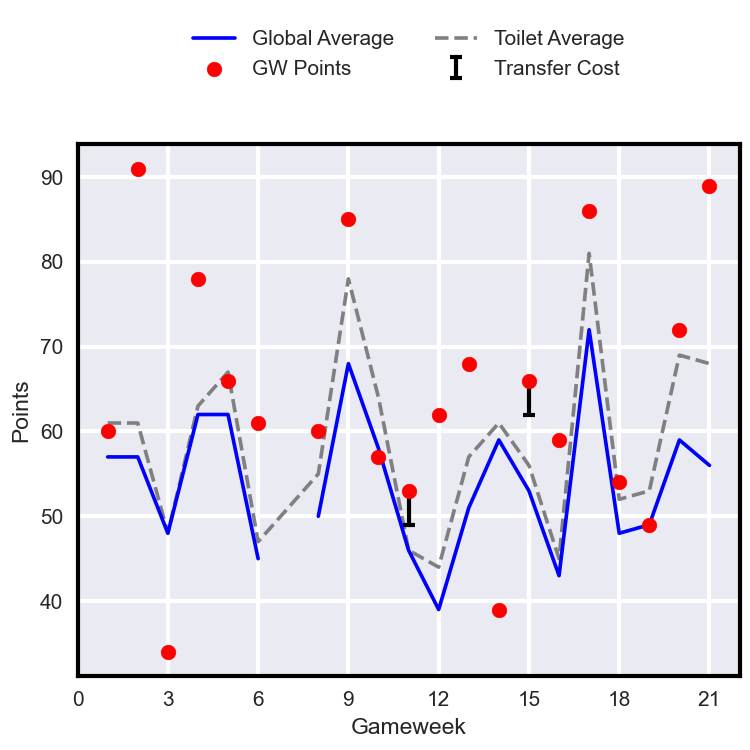 Global Average
Toilet Average
GW Points
Transfer Cost
90
80
70
60
50
40
Points
0 3 6 9 12 15 18 21
Gameweek